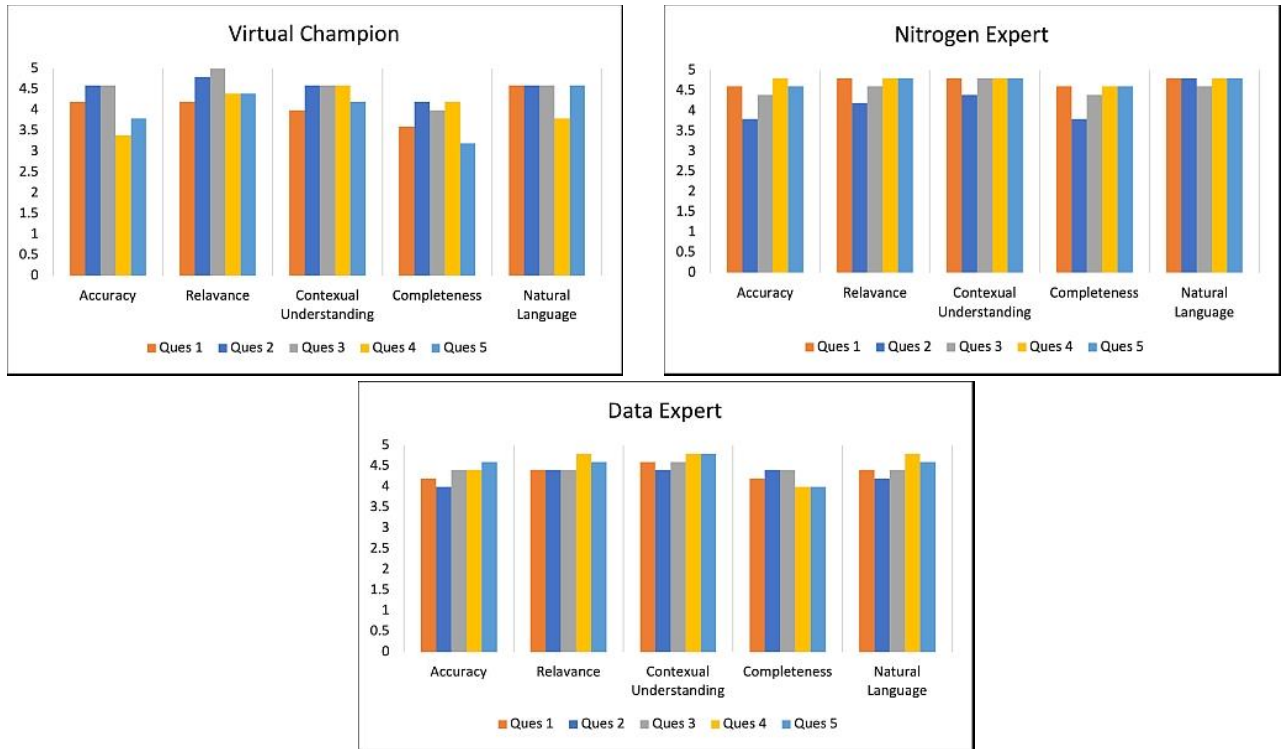 Virtual Champion
5
4.5
4
3.5
3
2.5
2
1.5
1
0.5
0
Accuracy
Relavance
Contexual
Understanding
Completeness
Natural
Language
Ques 1 Ques 2 Ques 3 Ques 4 Ques 5
Nitrogen Expert
5
4.5
4
3.5
3
2.5
2
1.5
1
0.5
0
Accuracy
Relavance
Contexual
Understanding
Completeness
Natural
Language
Ques 1 Ques 2 Ques 3 Ques 4 Ques 5
Data Expert
5
4.5
4
3.5
3
2.5
2
1.5
1
0.5
0
Accuracy
Relavance
Contexual
Understanding
Completeness
Natural
Language
Ques 1 Ques 2 Ques 3 Ques 4 Ques 5